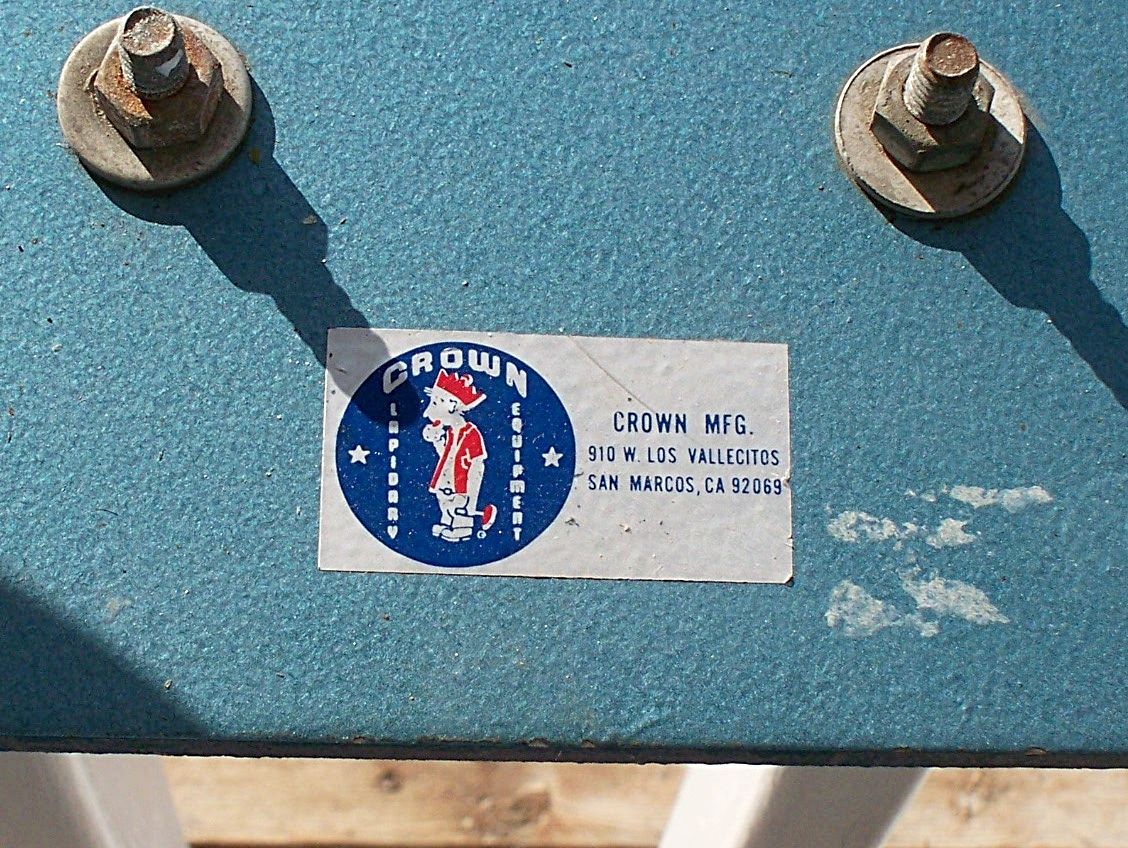 CROWN
LAPIDARY
EQUIPMENT
CROWN MFG.
910 W. LOS VALLECITOS
SAN MARCOS, CA 92069